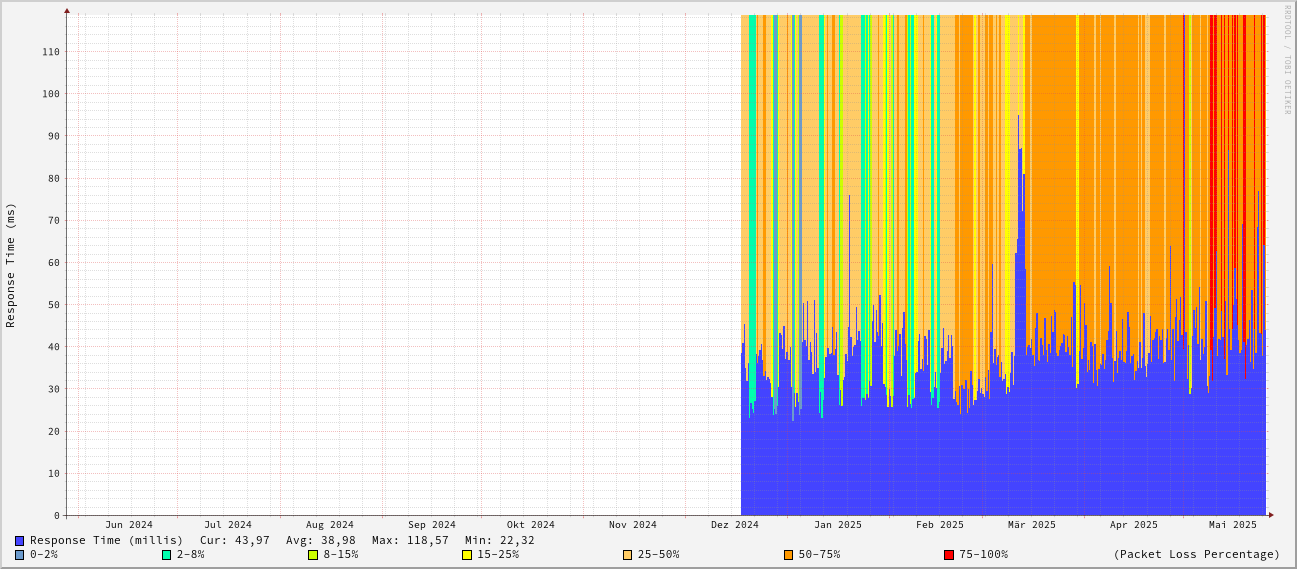 RRDTOOL / TOBI OETIKER
Response Time (ms)
110
100
90
80
70
60
50
40
30
20
10
0
Jun 2024 Jul 2024 Aug 2024 Sep 2024 Okt 2024 Nov 2024 Dez 2024 Jan 2025 Feb 2025 Mär 2025 Apr 2025 Mai 2025
Response Time (millis) Cur: 43,97 Avg: 38,98 Max: 118,57 Min: 22,32
0-2% 2-8% 8-15% 15-25% 25-50% 50-75% 75-100% (Packet Loss Percentage)